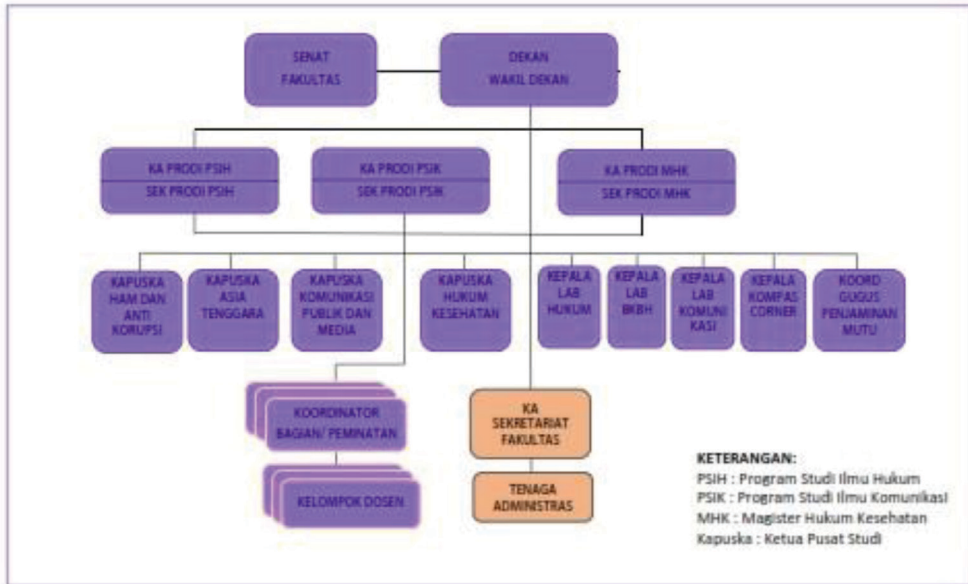 SENAT
FAKULTAS
DEKAN
WAKIL DEKAN
KA PRODI PSIH
SEK PRODI PSIH
KA PRODI PSIK
SEK PRODI PSIK
KA PRODI MHK
SEK PRODI MHK
KAPUSKA
HAM DAN
ANTI
KORUPSI
KAPUSKA
ASIA
TENGGARA
KAPUSKA
KOMUNIKASI
PUBLIK DAN
MEDIA
KAPUSKA
HUKUM
KESEHATAN
KEPALA
LAB
HUKUM
KEPALA
LAB
BKBH
KEPALA
LAB
KOMUNI
KASI
KEPALA
KOMPAS
CORNER
KOORD
GUGUS
PENJAMINAN
MUTU
KOORDINATOR
BAGIAN/ PEMINATAN
KELOMPOK DOSEN
KA
SEKRETARIAT
FAKULTAS
TENAGA
ADMINISTRAS
KETERANGAN:
PSIH : Program Studi Ilmu Hukum
PSIK : Program Studi Ilmu Komunikasi
MHK : Magister Hukum Kesehatan
Kapuska : Ketua Pusat Studi